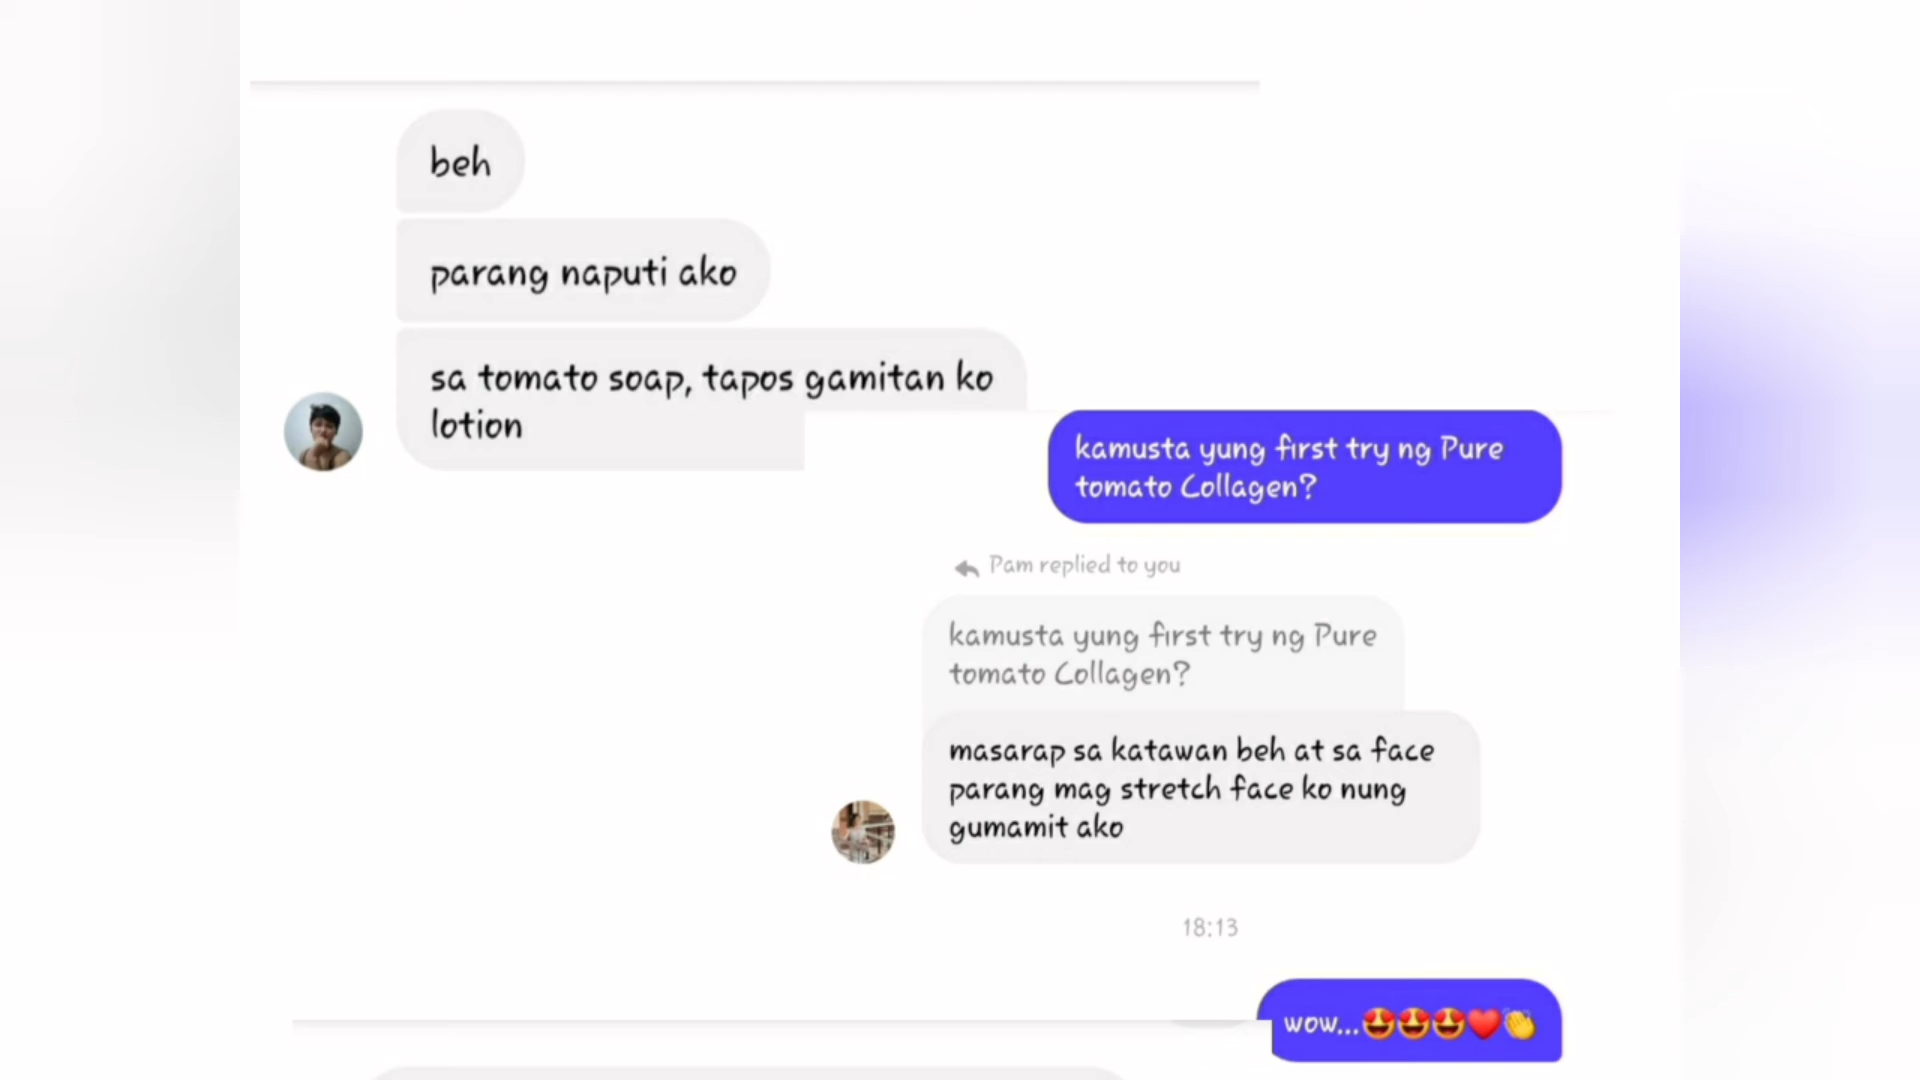 beh
parang naputi ako
sa tomato soap, tapos gamitan ko
lotion
kamusta yung first try ng Pure
tomato Collagen?
Pam replied to you
kamusta yung first try ng Pure
tomato Collagen?
masarap sa katawan beh at sa face
parang mag stretch face ko nung
gumamit ako
18:13
wow...😍😍😍❤️👏